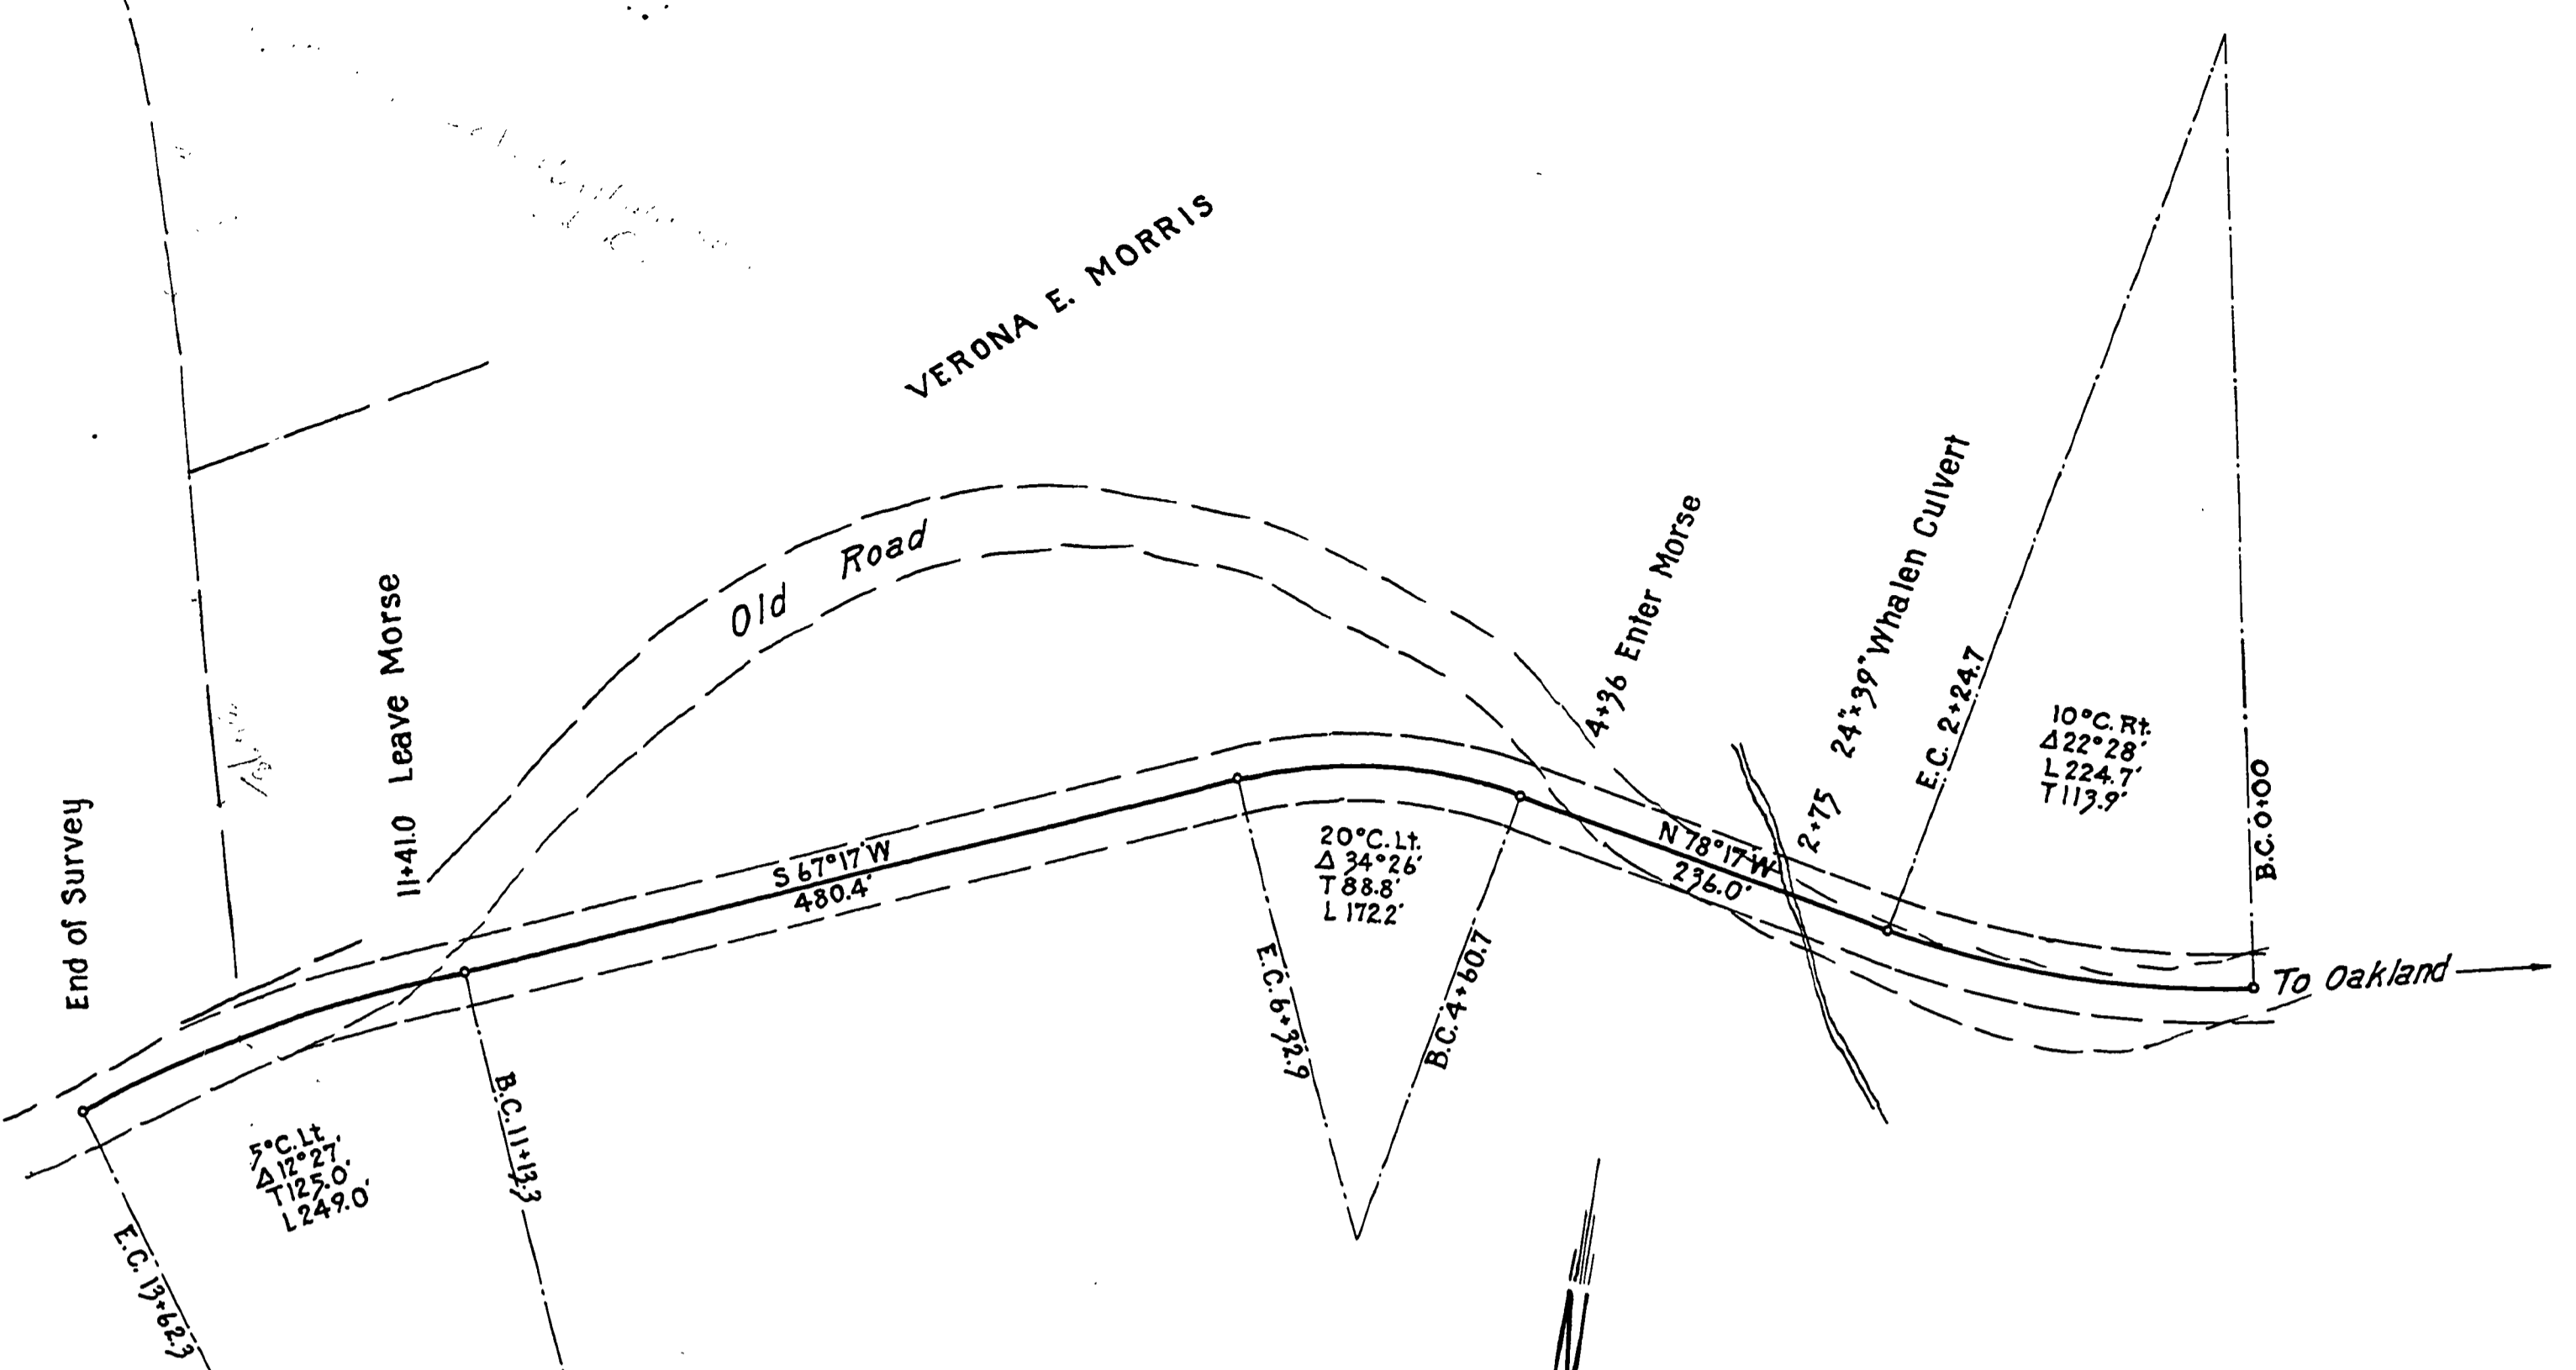 VERONA E. MORRIS
Old Road
End of Survey
11+41.0 Leave Morse
4+36 Enter Morse
2+75 24"x39" Whalen Culvert
E.C. 2+24.7
10°C. Rt.
Δ 22°28'
L 224.7'
T 113.9'
B.C. 0+00
To Oakland
N 78°17' W
236.0'
S 67°17' W
480.4'
20°C. Lt.
Δ 34°26'
T 88.8'
L 172.2'
E.C. 6+32.9
B.C. 4+60.7
B.C. 11+13.3
5°C. Lt.
Δ 12°27'
T 125.0'
L 249.0'
E.C. 13+62.3